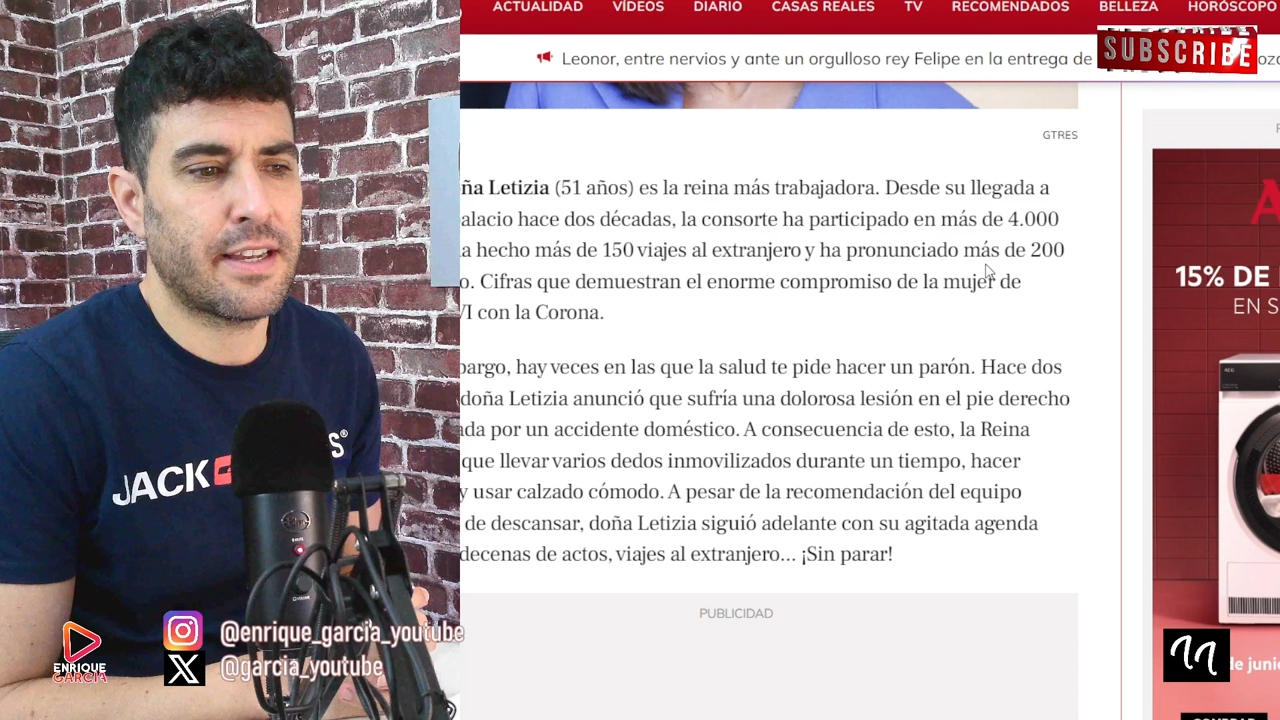 ACTUALIDAD VÍDEOS DIARIO CASAS REALES TV RECOMENDADOS BELLEZA HORÓSCOPO
Leonor, entre nervios y ante un orgulloso rey Felipe en la entrega de
SUBSCRIBE
GTRES
ña Letizia (51 años) es la reina más trabajadora. Desde su llegada a
alacio hace dos décadas, la consorte ha participado en más de 4.000
a hecho más de 150 viajes al extranjero y ha pronunciado más de 200
o. Cifras que demuestran el enorme compromiso de la mujer de
VI con la Corona.
bargo, hay veces en las que la salud te pide hacer un parón. Hace dos
doña Letizia anunció que sufría una dolorosa lesión en el pie derecho
ada por un accidente doméstico. A consecuencia de esto, la Reina
que llevar varios dedos inmovilizados durante un tiempo, hacer
y usar calzado cómodo. A pesar de la recomendación del equipo
de descansar, doña Letizia siguió adelante con su agitada agenda
decenas de actos, viajes al extranjero... ¡Sin parar!
PUBLICIDAD
15% DE
EN S
AEG
de juni
JACK
S®
ENRIQUE
GARCIA
@enrique_garcia_youtube
@garcia_youtube